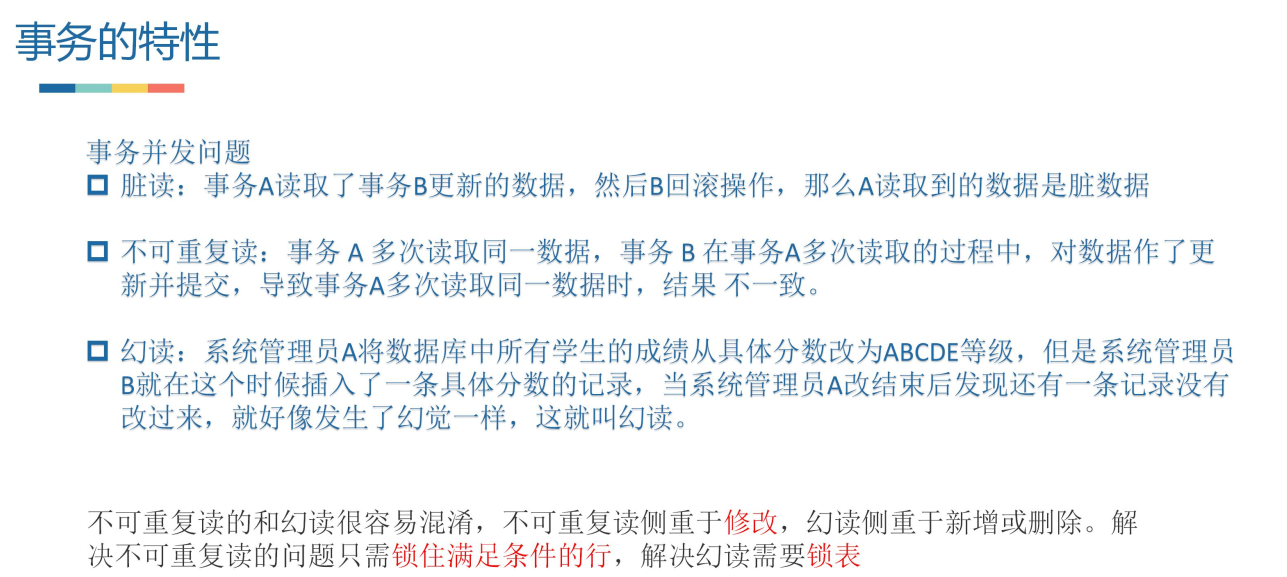 事务的特性
事务并发问题
脏读：事务A读取了事务B更新的数据，然后B回滚操作，那么A读取到的数据是脏数据
不可重复读：事务 A 多次读取同一数据，事务 B 在事务A多次读取的过程中，对数据作了更
新并提交，导致事务A多次读取同一数据时，结果 不一致。
幻读：系统管理员A将数据库中所有学生的成绩从具体分数改为ABCDE等级，但是系统管理员
B就在这个时候插入了一条具体分数的记录，当系统管理员A改结束后发现还有一条记录没有
改过来，就好像发生了幻觉一样，这就叫幻读。
不可重复读的和幻读很容易混淆，不可重复读侧重于修改，幻读侧重于新增或删除。解
决不可重复读的问题只需锁住满足条件的行，解决幻读需要锁表